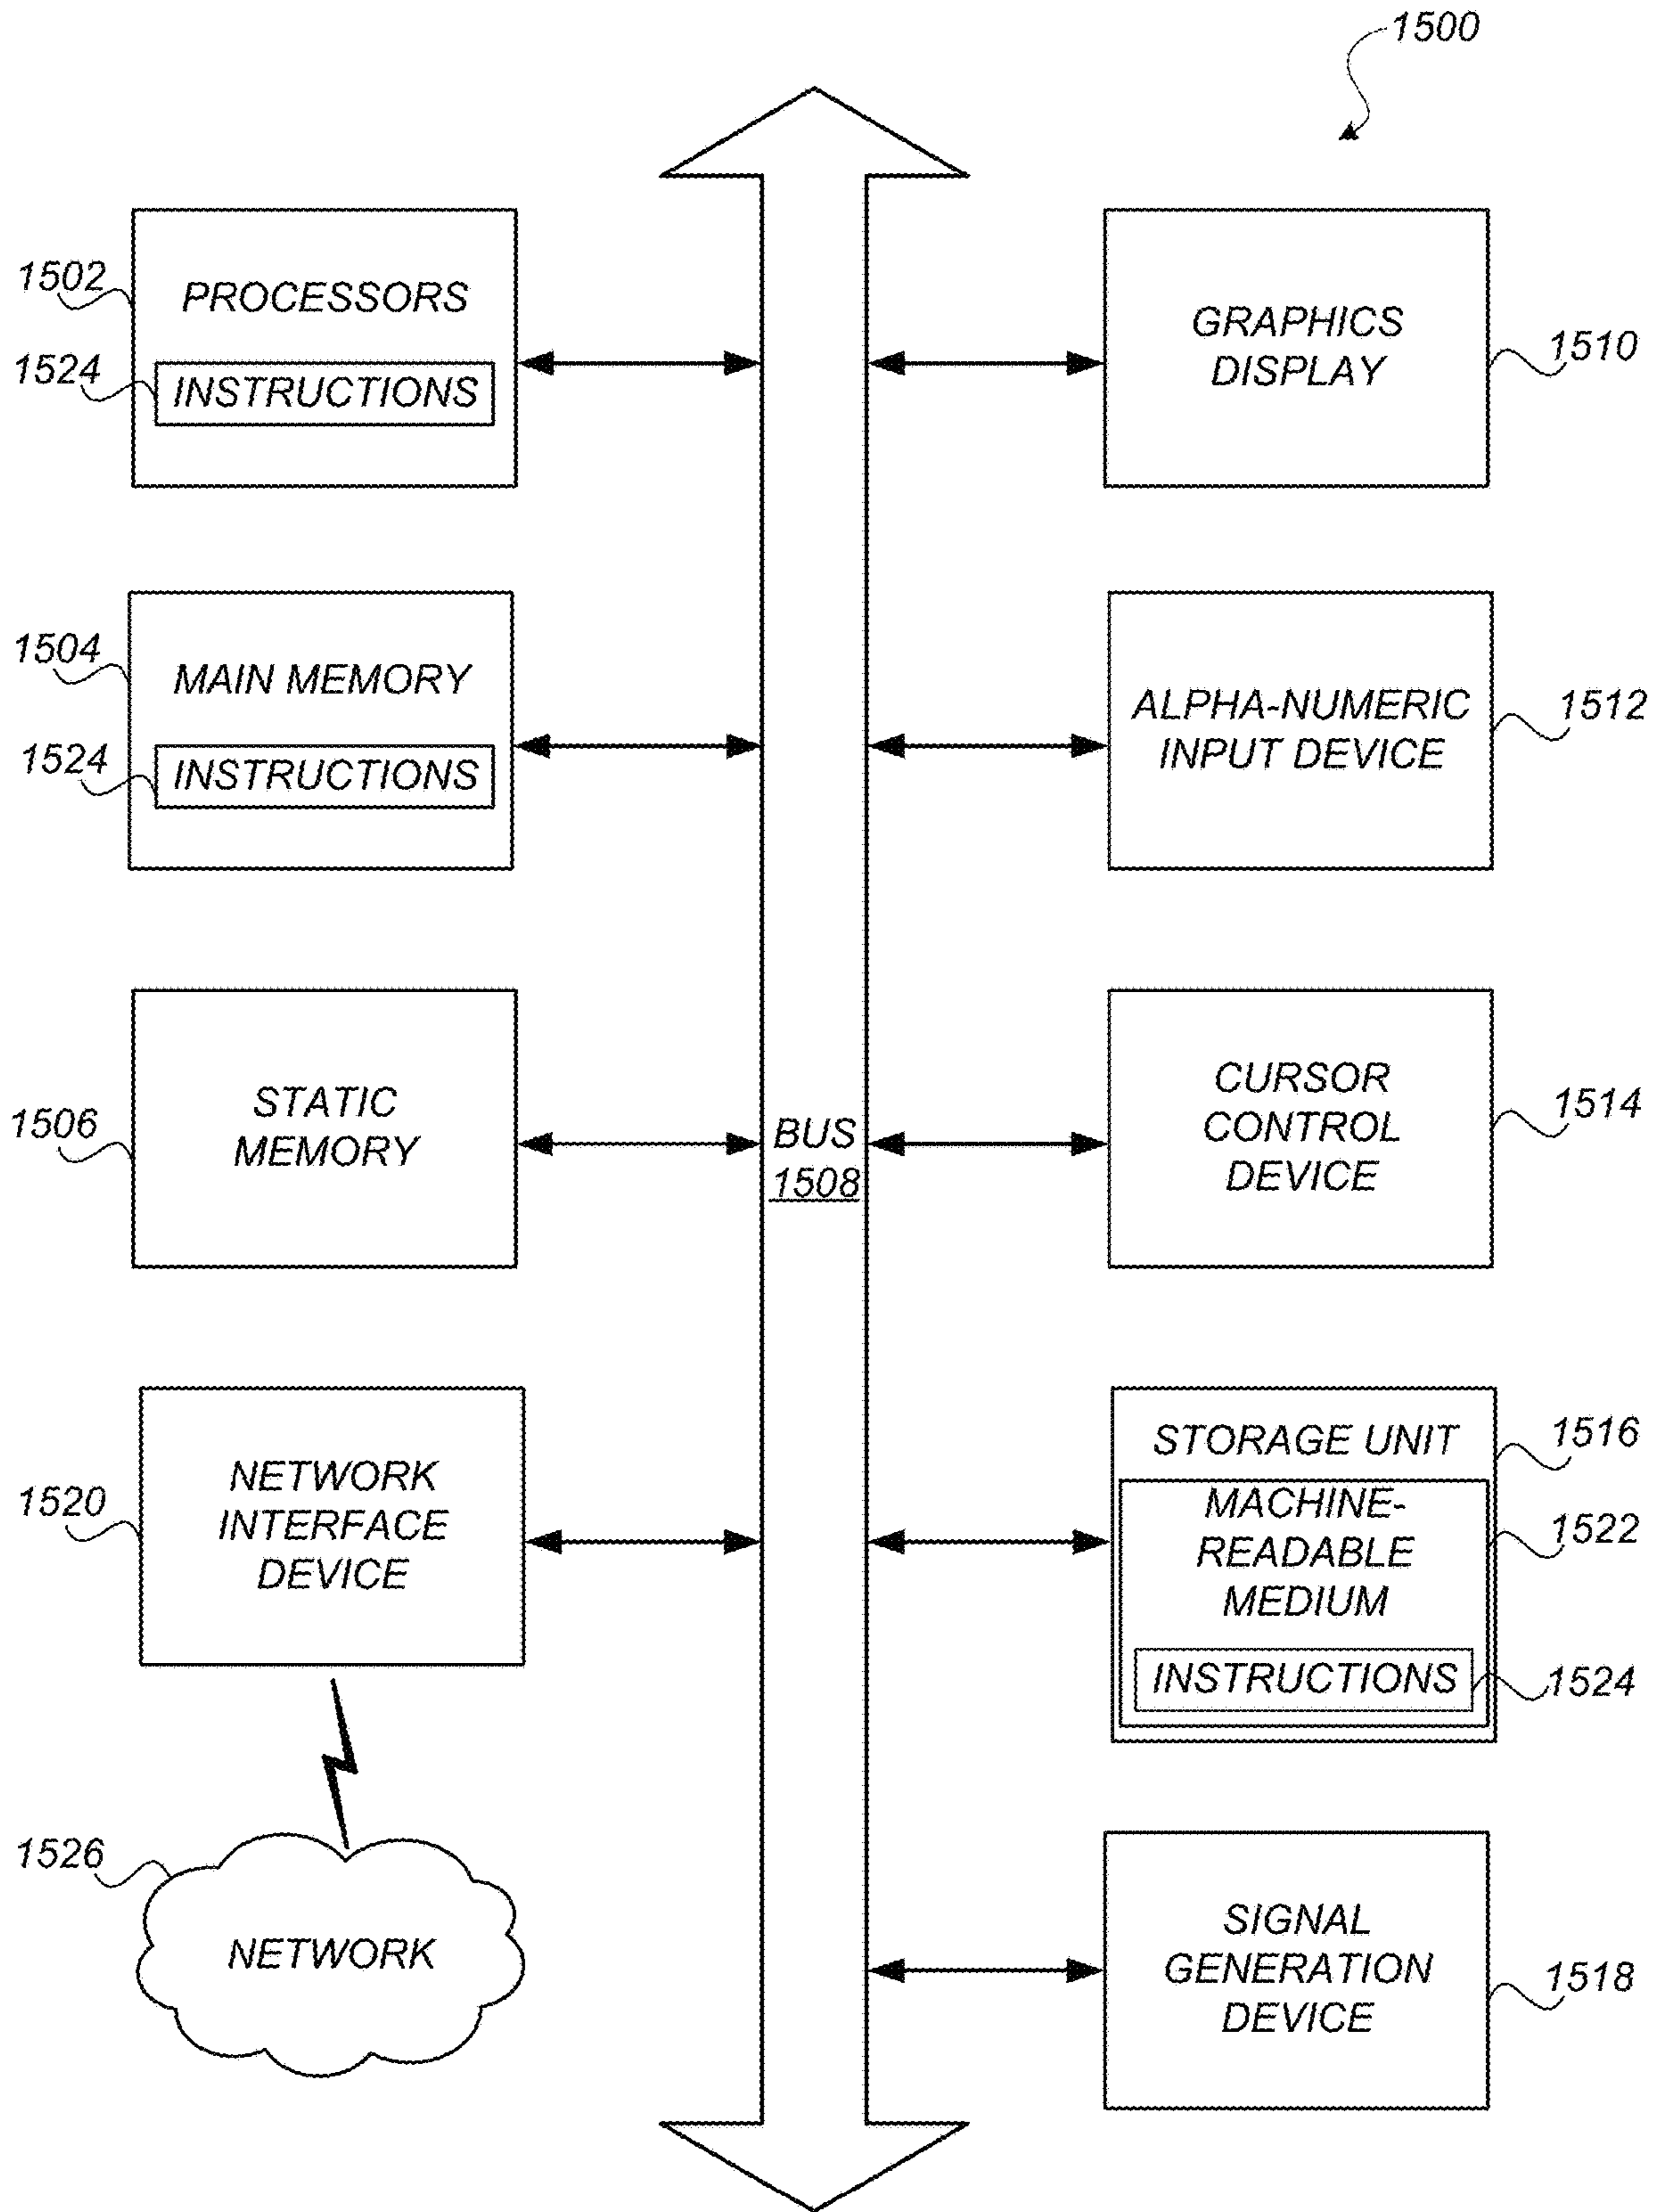 1500
1502
PROCESSORS
1524
INSTRUCTIONS
GRAPHICS
DISPLAY
1510
1504
MAIN MEMORY
1524
INSTRUCTIONS
ALPHA-NUMERIC
INPUT DEVICE
1512
1506
STATIC
MEMORY
BUS
1508
CURSOR
CONTROL
DEVICE
1514
1520
NETWORK
INTERFACE
DEVICE
STORAGE UNIT
1516
MACHINE-
READABLE
MEDIUM
1522
INSTRUCTIONS
1524
1526
NETWORK
SIGNAL
GENERATION
DEVICE
1518